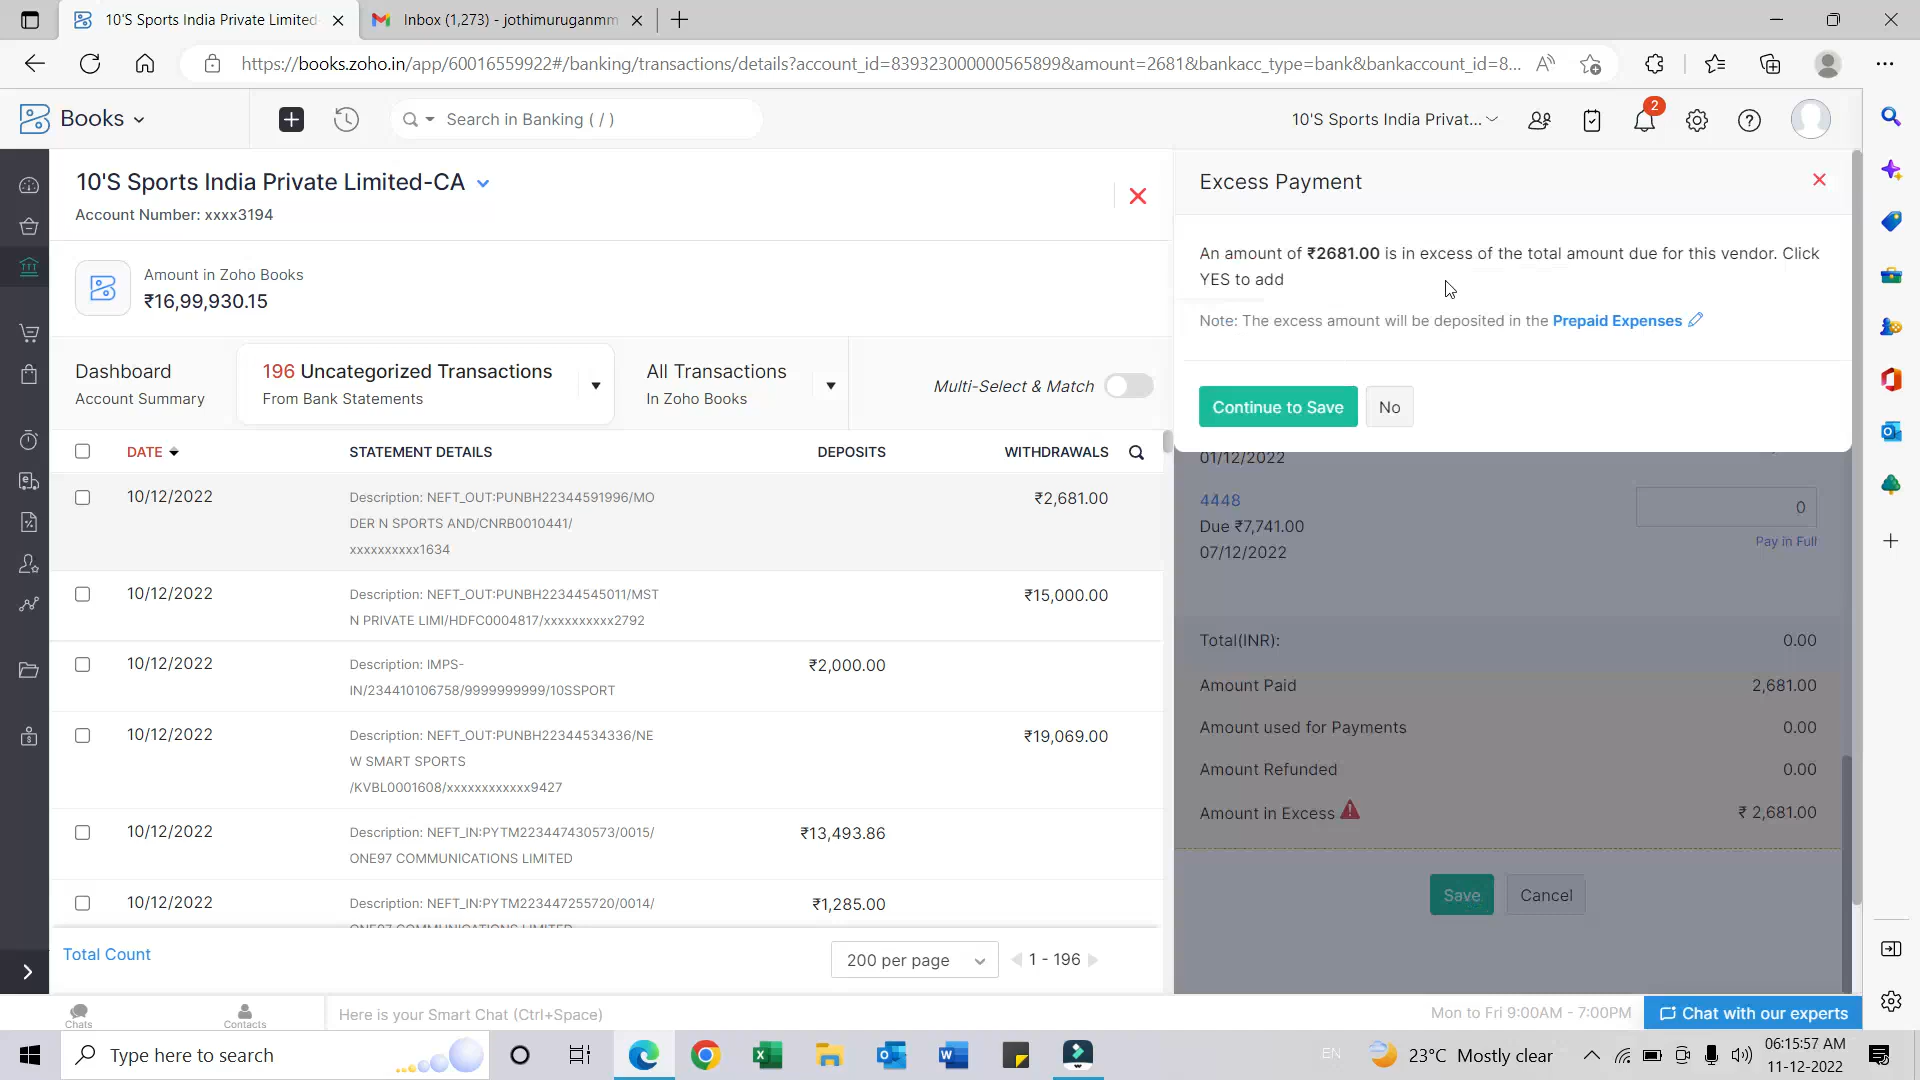 10'S Sports India Private Limited-
Inbox (1,273) - jothimuruganmm
https://books.zoho.in/app/60016559922#/banking/transactions/details?account_id=839323000000565899&amount=2681&bankacc_type=bank&bankaccount_id=8...
Books
Search in Banking ( / )
10'S Sports India Privat...
2
10'S Sports India Private Limited-CA
Account Number: xxxx3194
Amount in Zoho Books
₹16,99,930.15
Dashboard
Account Summary
196 Uncategorized Transactions
From Bank Statements
All Transactions
In Zoho Books
Multi-Select & Match
DATE STATEMENT DETAILS DEPOSITS WITHDRAWALS
10/12/2022 Description: NEFT_OUT:PUNBH22344591996/MO ₹2,681.00
DER N SPORTS AND/CNRB0010441/
xxxxxxxxxx1634
10/12/2022 Description: NEFT_OUT:PUNBH22344545011/MST ₹15,000.00
N PRIVATE LIMI/HDFC0004817/xxxxxxxxxx2792
10/12/2022 Description: IMPS- ₹2,000.00
IN/234410106758/9999999999/10SSPORT
10/12/2022 Description: NEFT_OUT:PUNBH22344534336/NE ₹19,069.00
W SMART SPORTS
/KVBL0001608/xxxxxxxxxxxx9427
10/12/2022 Description: NEFT_IN:PYTM223447430573/0015/ ₹13,493.86
ONE97 COMMUNICATIONS LIMITED
10/12/2022 Description: NEFT_IN:PYTM223447255720/0014/ ₹1,285.00
ONE97 COMMUNICATIONS LIMITED
Total Count
200 per page
1 - 196
Excess Payment
An amount of ₹2681.00 is in excess of the total amount due for this vendor. Click
YES to add
Note: The excess amount will be deposited in the Prepaid Expenses
Continue to Save
No
01/12/2022
4448
Due ₹7,741.00
07/12/2022
0
Pay in Full
Total(INR): 0.00
Amount Paid 2,681.00
Amount used for Payments 0.00
Amount Refunded 0.00
Amount in Excess ₹ 2,681.00
Save
Cancel
Chats
Contacts
Here is your Smart Chat (Ctrl+Space)
Mon to Fri 9:00AM - 7:00PM
Chat with our experts
Type here to search
EN
23°C Mostly clear
06:15:57 AM
11-12-2022